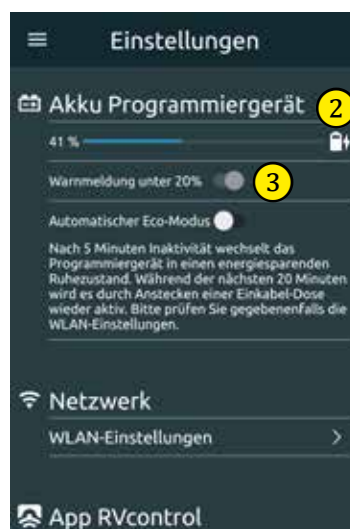 Einstellungen
Akku Programmiergerät 2
41 %
Warnmeldung unter 20% 3
Automatischer Eco-Modus
Nach 5 Minuten Inaktivität wechselt das
Programmiergerät in einen energiesparenden
Ruhezustand. Während der nächsten 20 Minuten
wird es durch Anstecken einer Einkabel-Dose
wieder aktiv. Bitte prüfen Sie gegebenenfalls die
WLAN-Einstellungen.
Netzwerk
WLAN-Einstellungen
App RVcontrol